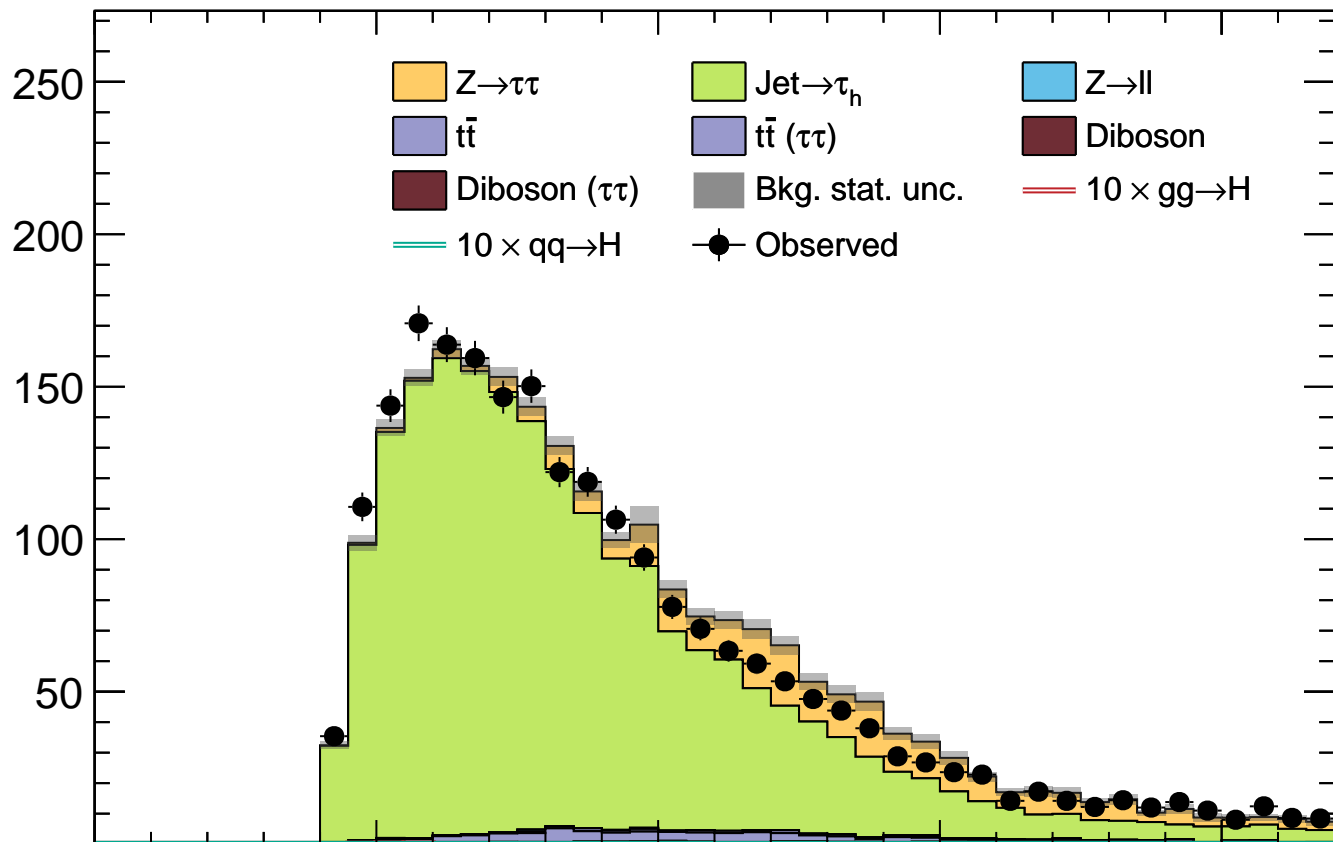 250
Z→ττ Jet→τh Z→ll
tt̄ tt̄ (ττ) Diboson
Diboson (ττ) Bkg. stat. unc. 10 × gg→H
200
10 × qq→H Observed
150
100
50